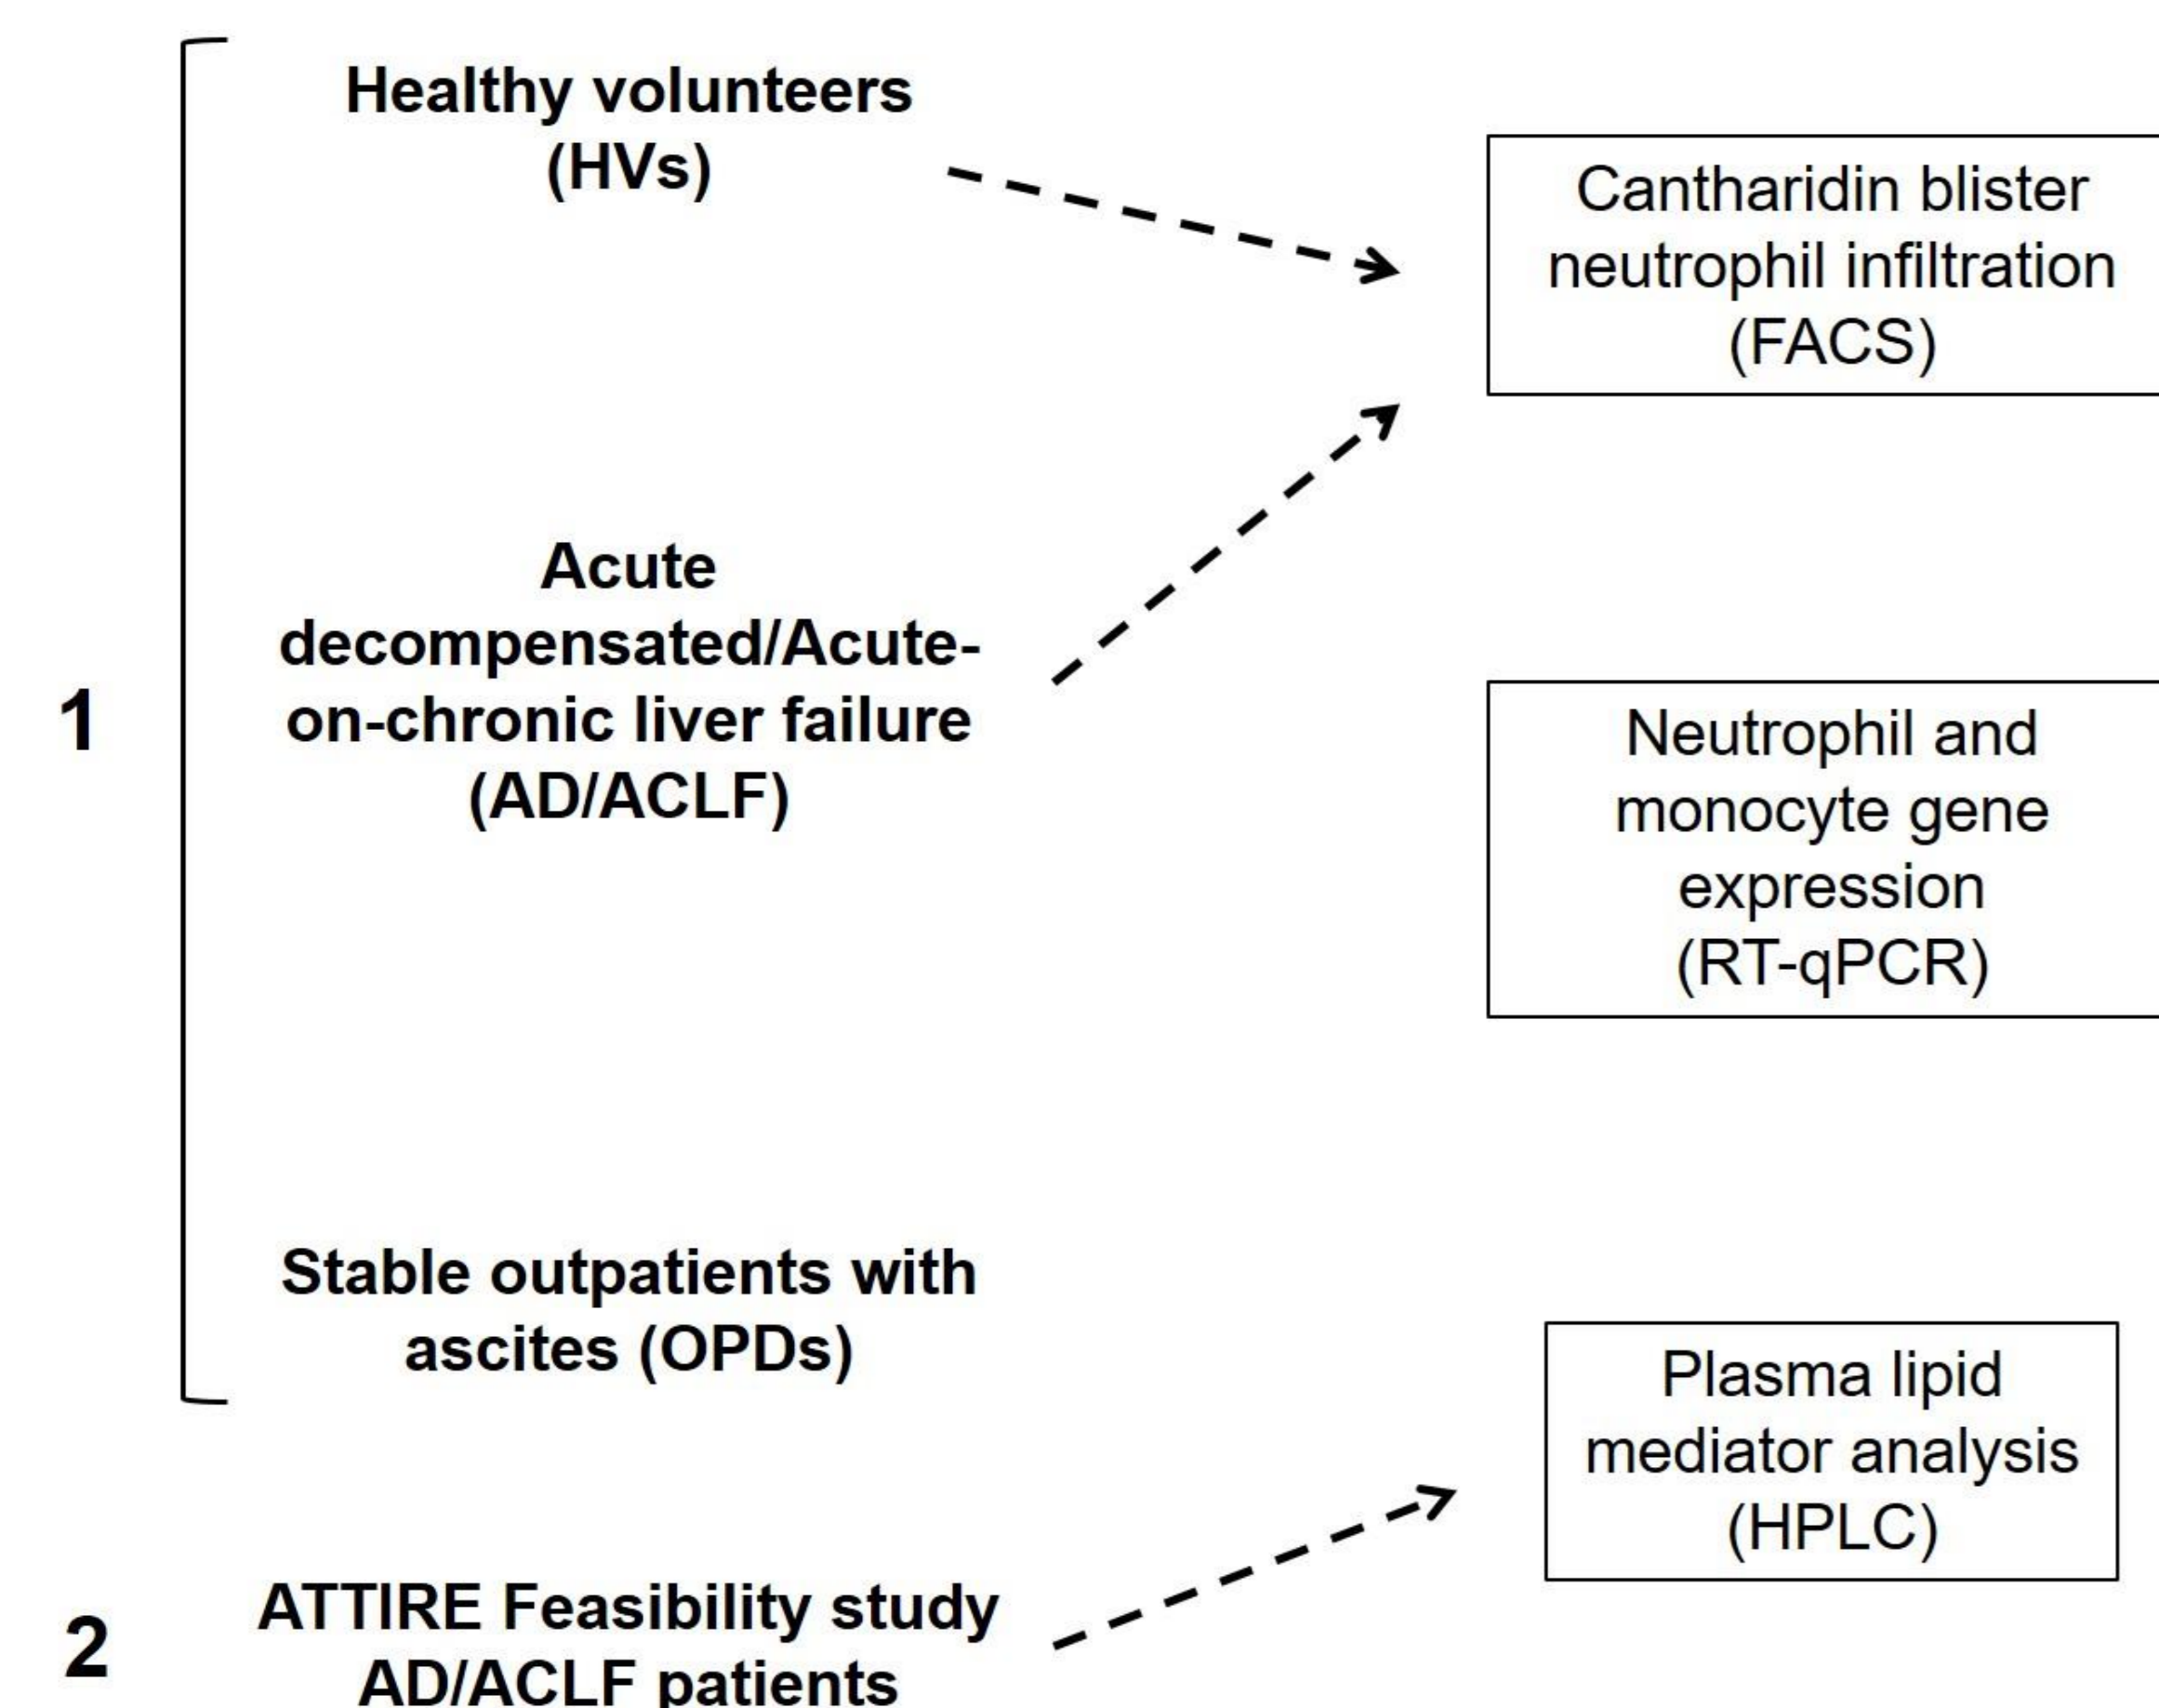 Healthy volunteers
(HVs)
Cantharidin blister
neutrophil infiltration
(FACS)
1
Acute
decompensated/Acute-
on-chronic liver failure
(AD/ACLF)
Neutrophil and
monocyte gene
expression
(RT-qPCR)
Stable outpatients with
ascites (OPDs)
Plasma lipid
mediator analysis
(HPLC)
2
ATTIRE Feasibility study
AD/ACLF patients